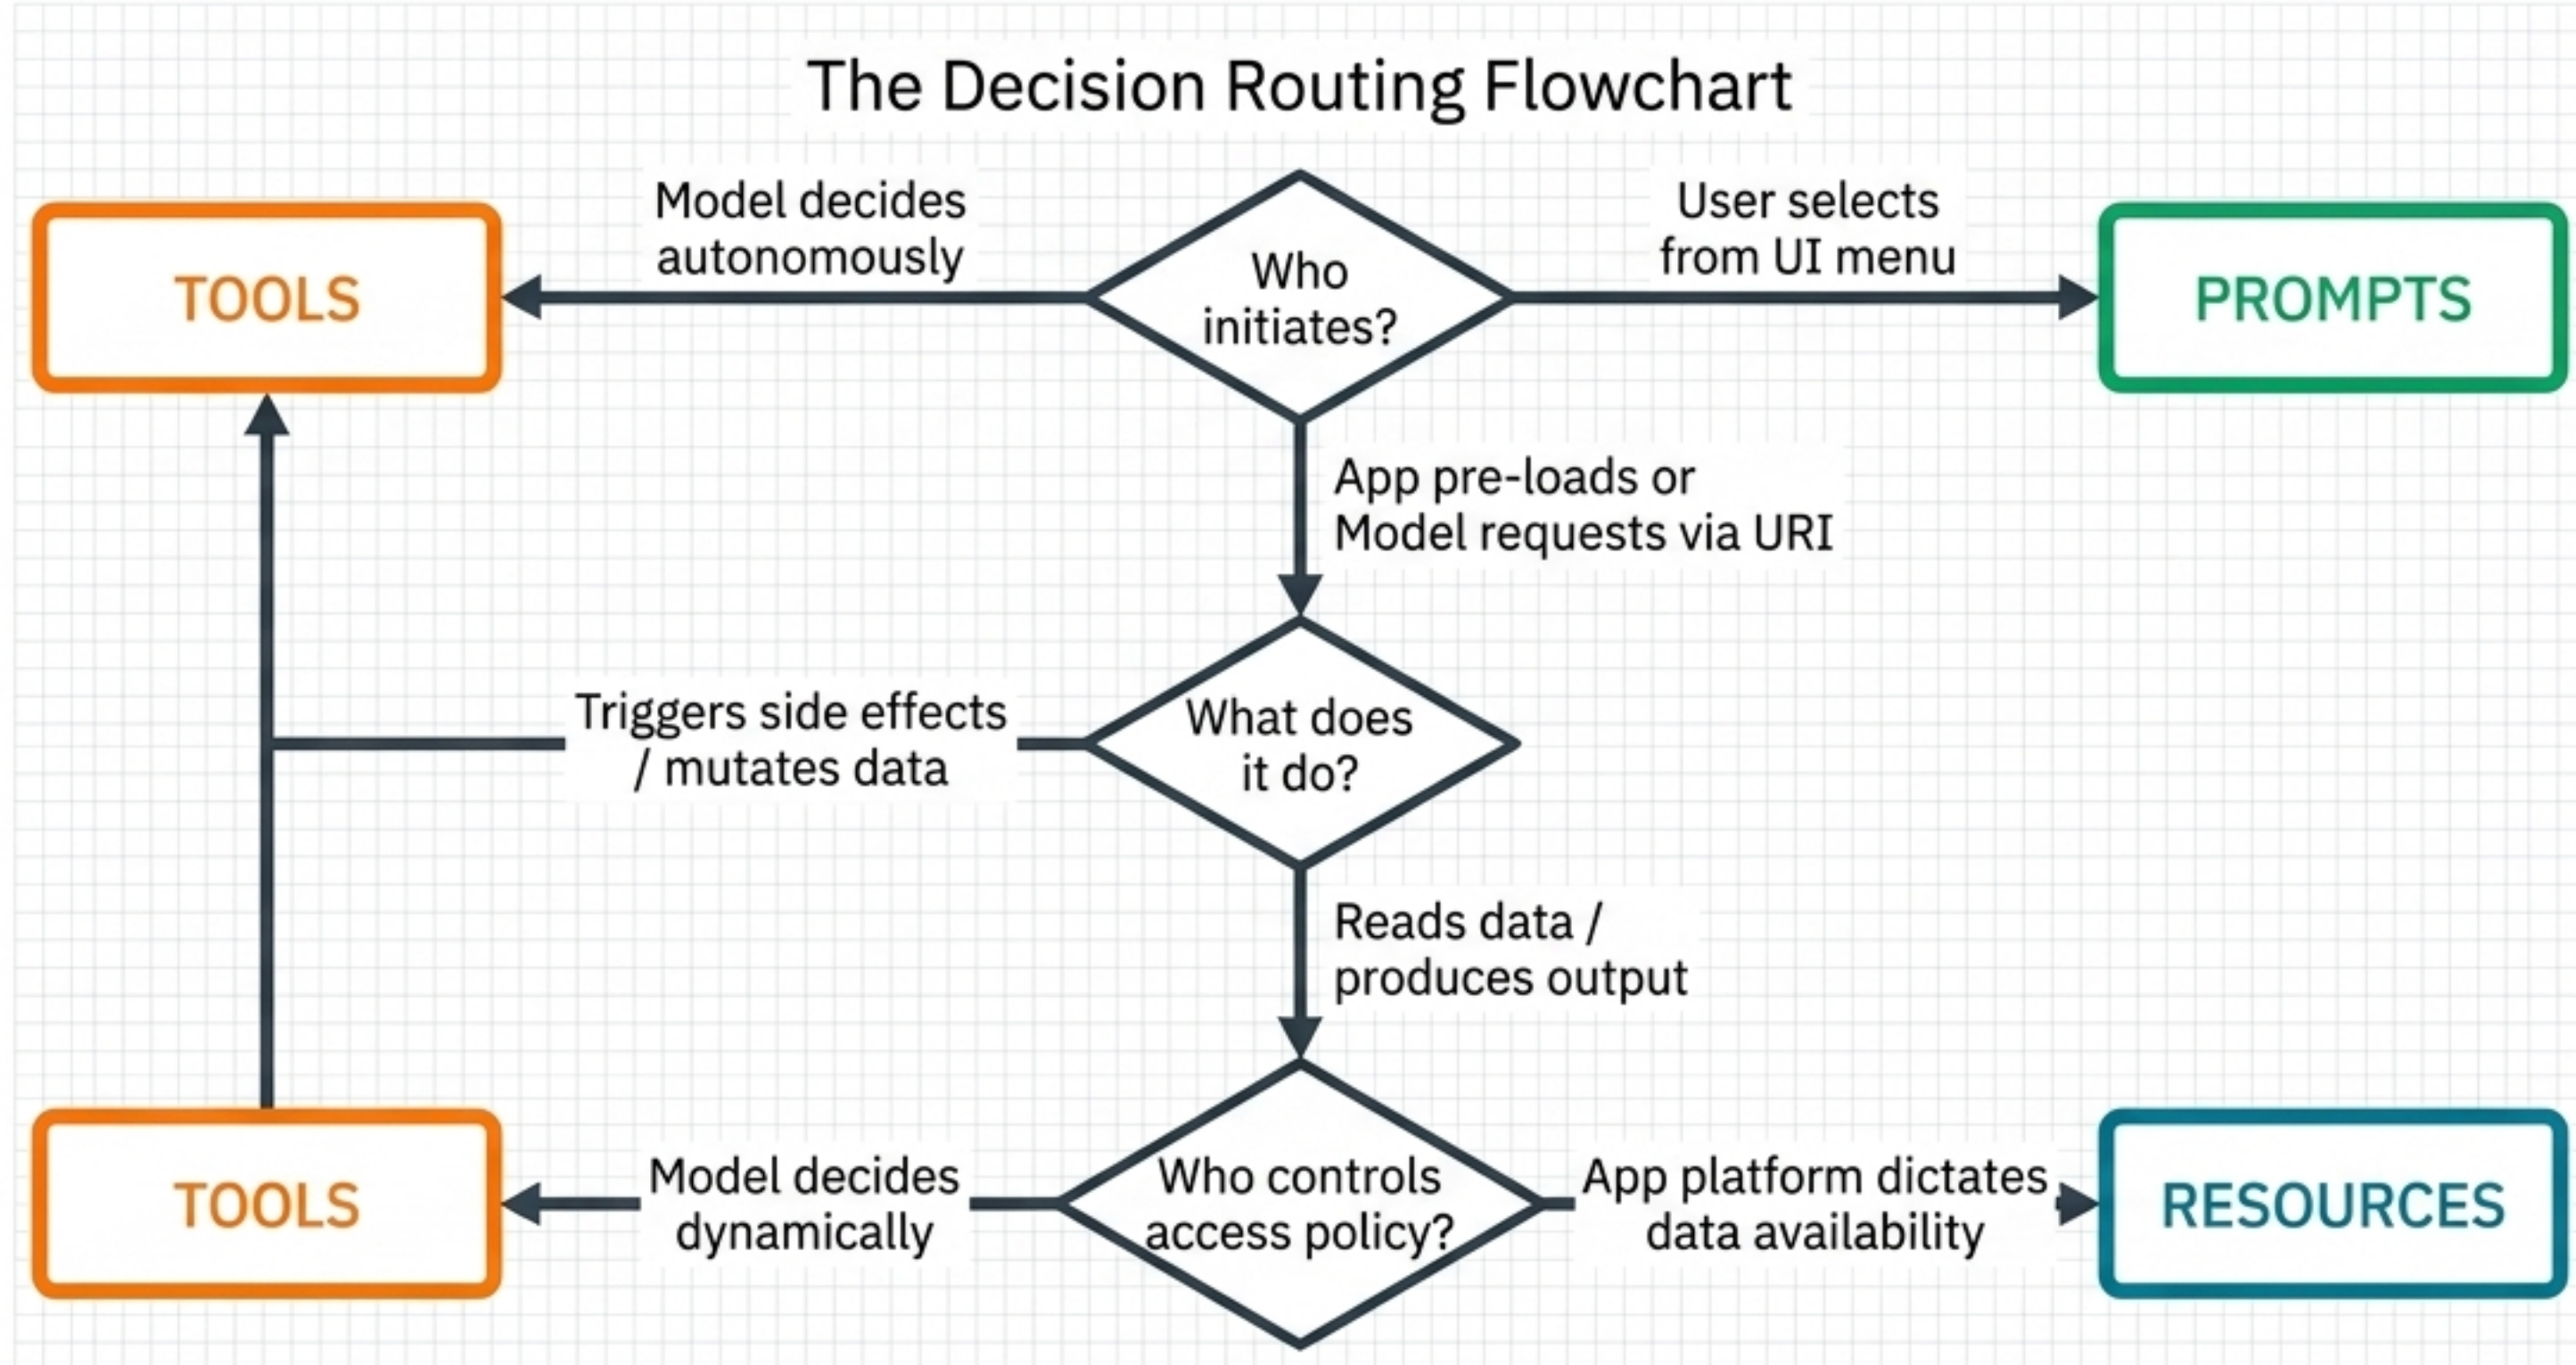 The Decision Routing Flowchart
Model decides
autonomously
User selects
from UI menu
TOOLS
Who
initiates?
PROMPTS
App pre-loads or
Model requests via URI
Triggers side effects
/ mutates data
What does
it do?
Reads data /
produces output
TOOLS
Model decides
dynamically
Who controls
access policy?
App platform dictates
data availability
RESOURCES